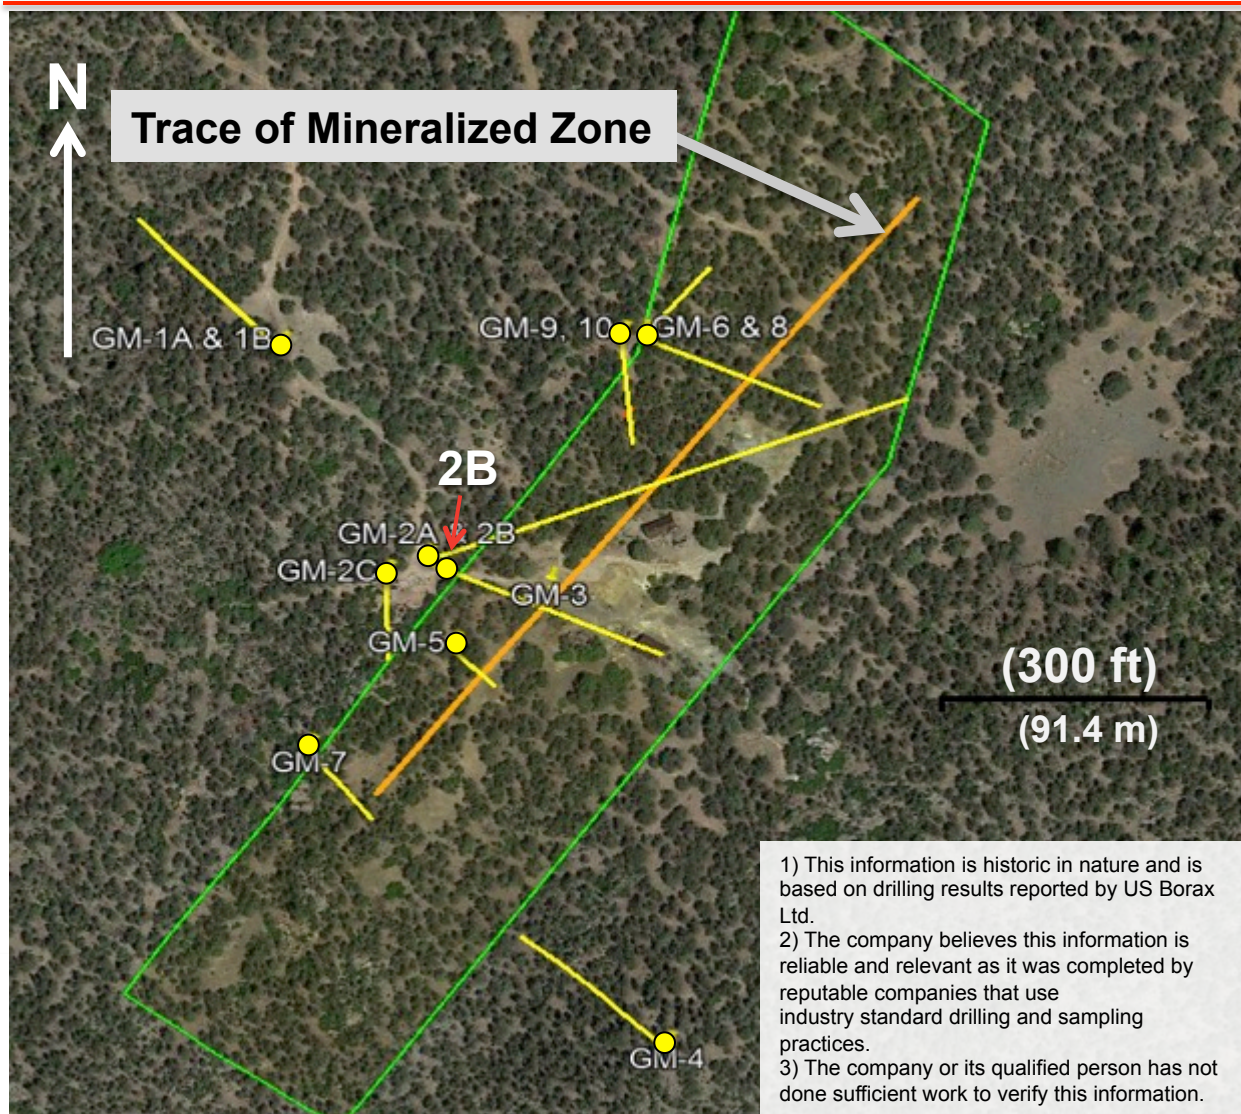 N
Trace of Mineralized Zone
GM-1A & 1B
GM-9, 10
GM-6 & 8
2B
GM-2A & 2B
GM-2C
GM-3
GM-5
(300 ft)
(91.4 m)
GM-7
GM-4
1) This information is historic in nature and is
based on drilling results reported by US Borax
Ltd.
2) The company believes this information is
reliable and relevant as it was completed by
reputable companies that use
industry standard drilling and sampling
practices.
3) The company or its qualified person has not
done sufficient work to verify this information.